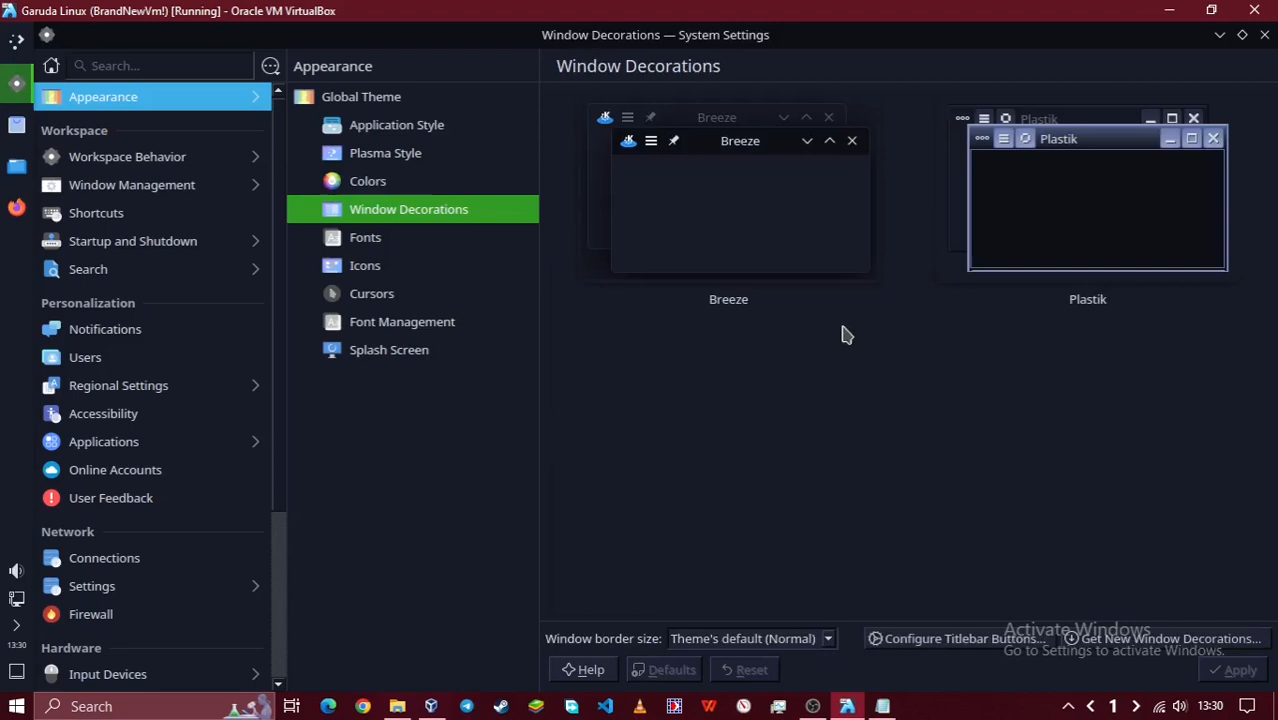 Garuda Linux (BrandNewVm!) [Running] - Oracle VM VirtualBox
Window Decorations — System Settings
Search...
Appearance
Window Decorations
Appearance
Global Theme
Workspace
Application Style
Workspace Behavior
Plasma Style
Window Management
Colors
Shortcuts
Window Decorations
Startup and Shutdown
Fonts
Search
Icons
Personalization
Cursors
Notifications
Font Management
Users
Splash Screen
Regional Settings
Accessibility
Applications
Online Accounts
User Feedback
Network
Connections
Settings
Firewall
Hardware
Input Devices
Breeze
Breeze
Breeze
Plastik
Plastik
Plastik
Window border size: Theme's default (Normal)
Configure Titlebar Buttons...
Get New Window Decorations...
Help
Defaults
Reset
Apply
Activate Windows
Go to Settings to activate Windows.
13:30
Search
1
13:30